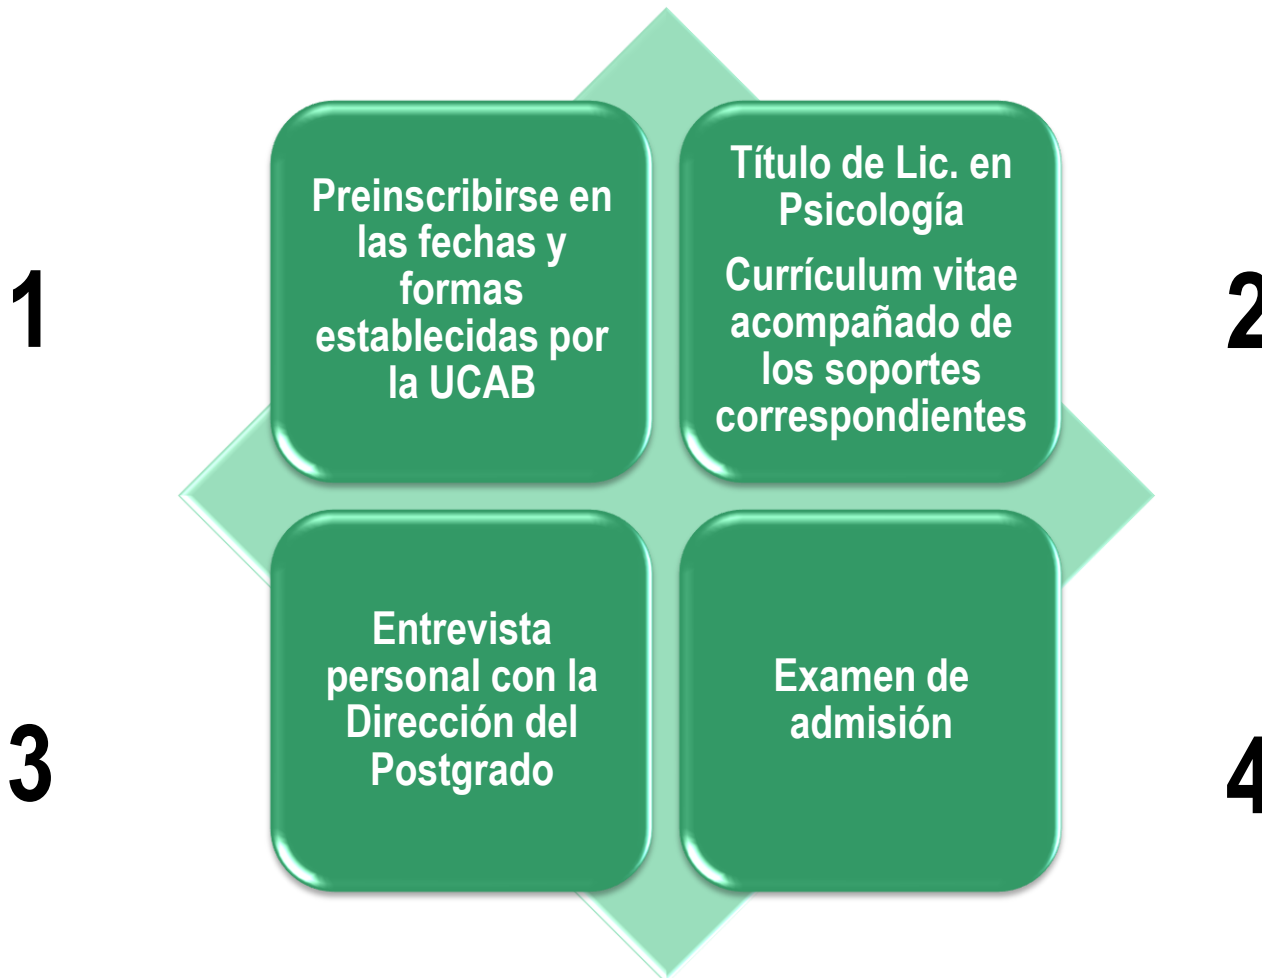 1
Preinscribirse en
las fechas y
formas
establecidas por
la UCAB
Título de Lic. en
Psicología
Currículum vitae
acompañado de
los soportes
correspondientes
2
3
Entrevista
personal con la
Dirección del
Postgrado
Examen de
admisión
4